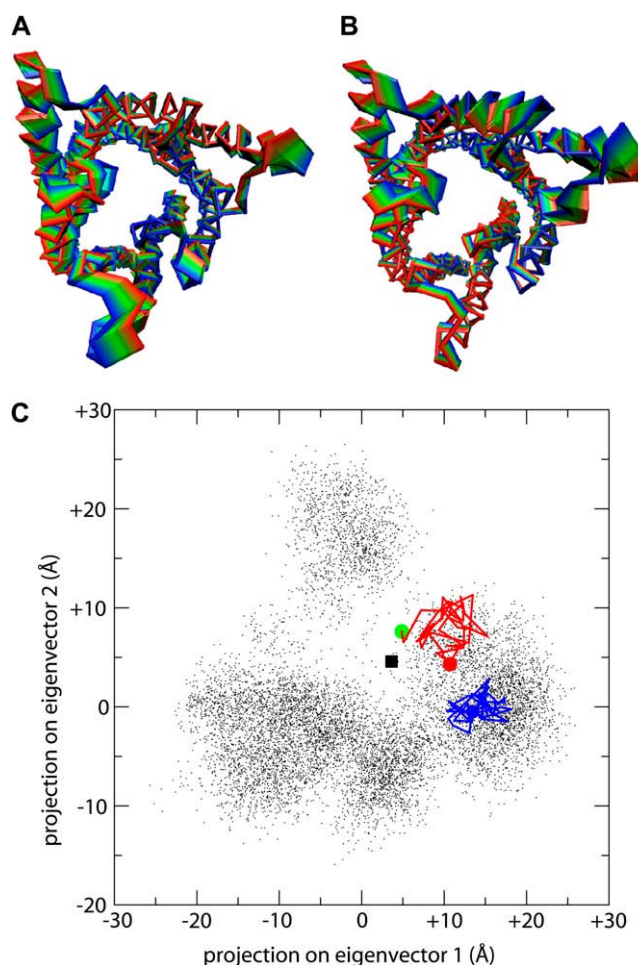 A
B
C
+30
+20
+10
0
-10
-20
-30
-20
-10
0
+10
+20
+30
projection on eigenvector 2 (Å)
projection on eigenvector 1 (Å)